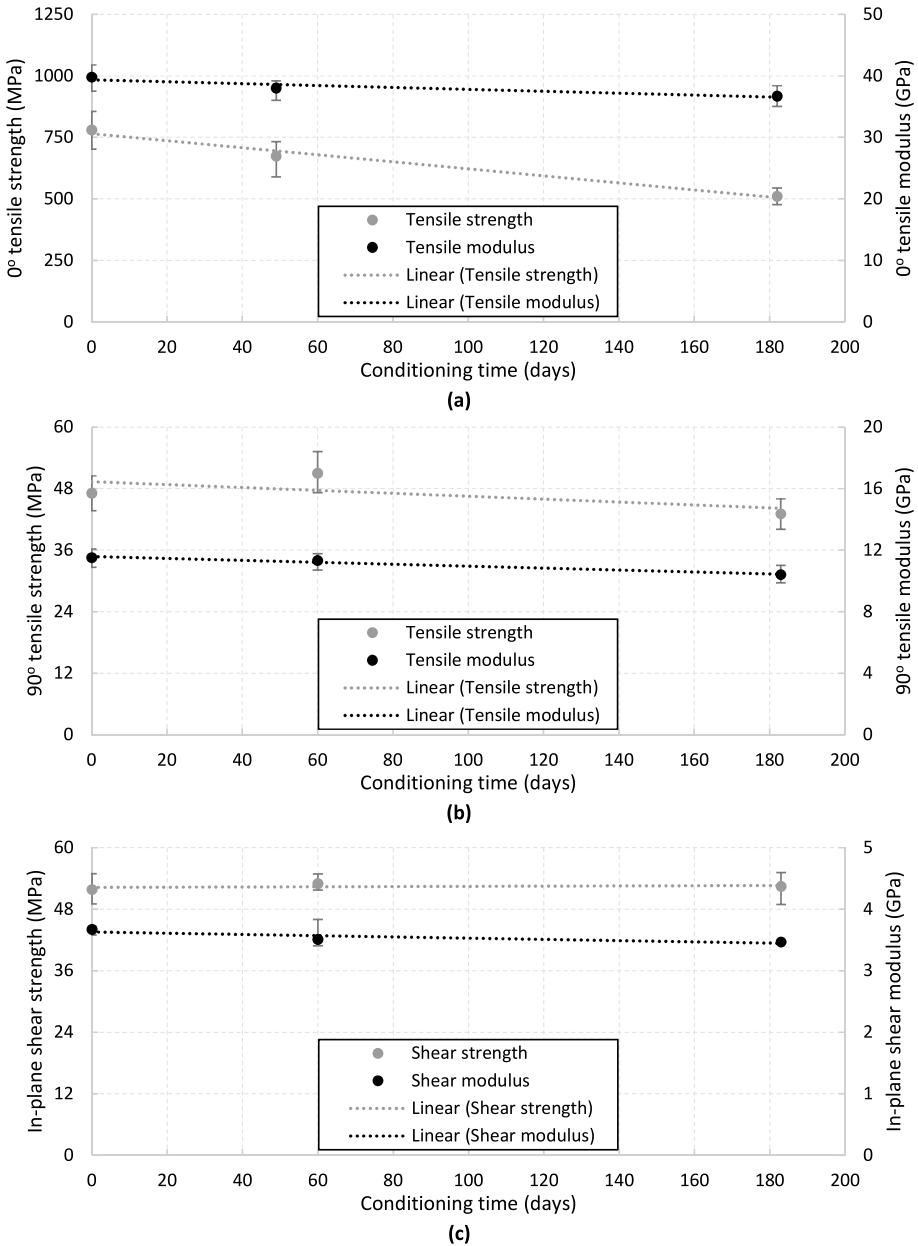 1250
1000
750
500
250
0
0º tensile strength (MPa)
50
40
30
20
10
0
0º tensile modulus (GPa)
Tensile strength
Tensile modulus
Linear (Tensile strength)
Linear (Tensile modulus)
0 20 40 60 80 100 120 140 160 180 200
Conditioning time (days)
(a)
60
48
36
24
12
0
90º tensile strength (MPa)
20
16
12
8
4
0
90º tensile modulus (GPa)
Tensile strength
Tensile modulus
Linear (Tensile strength)
Linear (Tensile modulus)
0 20 40 60 80 100 120 140 160 180 200
Conditioning time (days)
(b)
60
48
36
24
12
0
In-plane shear strength (MPa)
5
4
3
2
1
0
In-plane shear modulus (GPa)
Shear strength
Shear modulus
Linear (Shear strength)
Linear (Shear modulus)
0 20 40 60 80 100 120 140 160 180 200
Conditioning time (days)
(c)